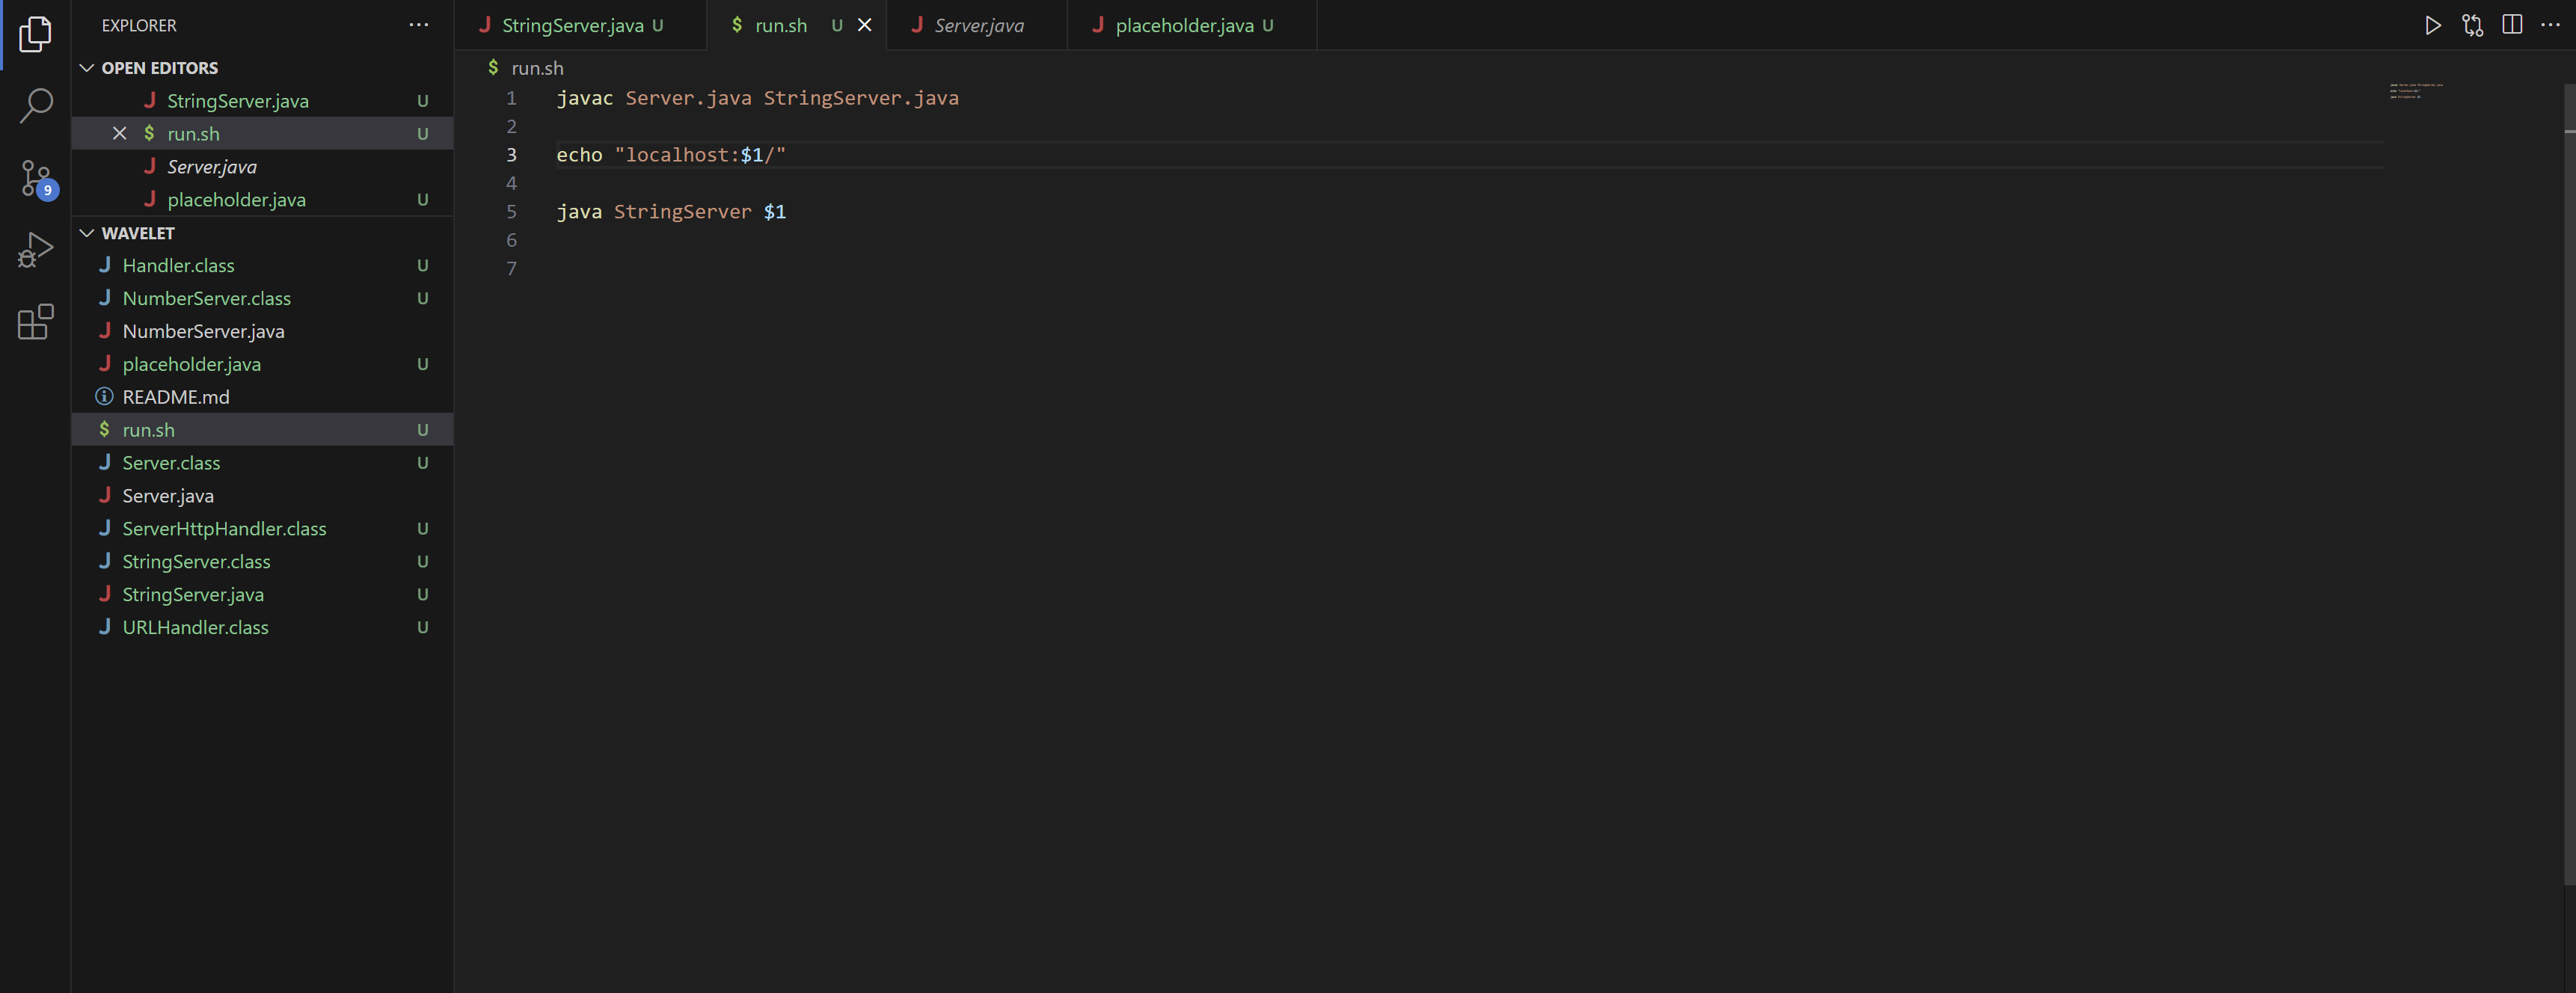 EXPLORER
OPEN EDITORS
StringServer.java U
run.sh U
Server.java
placeholder.java U
WAVELET
Handler.class U
NumberServer.class U
NumberServer.java
placeholder.java U
README.md
run.sh U
Server.class U
Server.java
ServerHttpHandler.class U
StringServer.class U
StringServer.java U
URLHandler.class U
9
StringServer.java U
run.sh U
Server.java
placeholder.java U
$ run.sh
1 javac Server.java StringServer.java
2
3 echo "localhost:$1/"
4
5 java StringServer $1
6
7